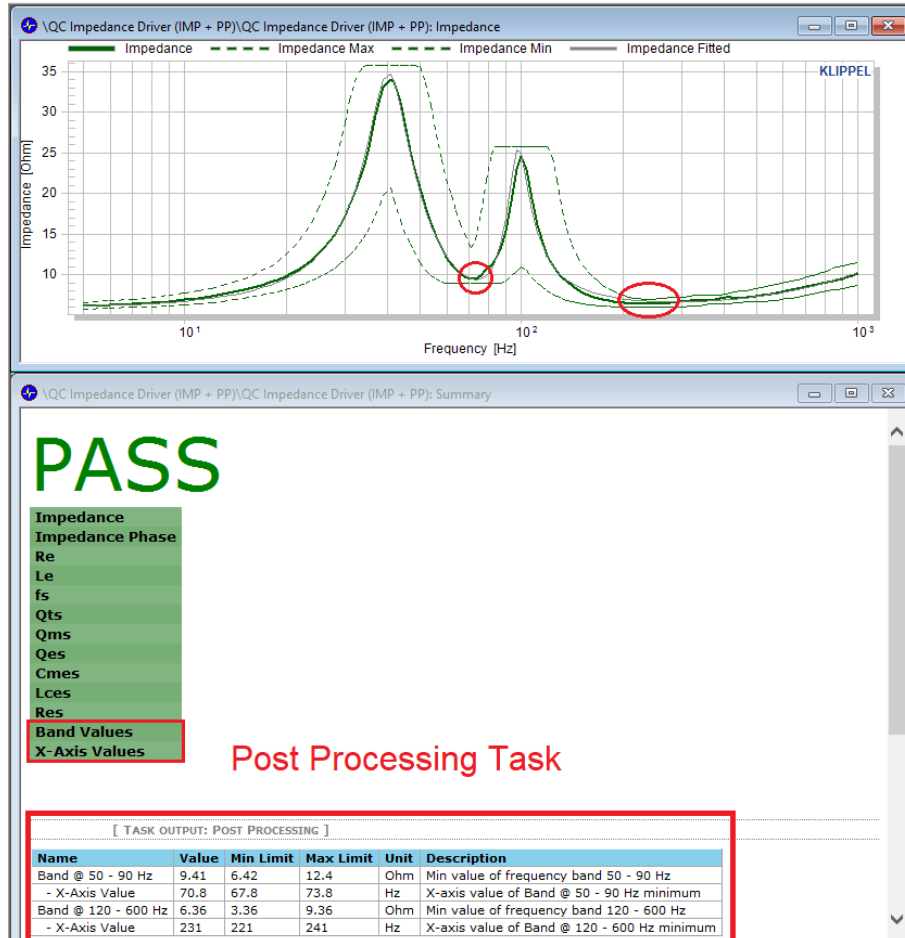 \QC Impedance Driver (IMP + PP)\QC Impedance Driver (IMP + PP): Impedance
Impedance Impedance Max Impedance Min Impedance Fitted
KLIPPEL
35
30
25
20
15
10
Impedance [Ohm]
10¹ 10² 10³
Frequency [Hz]
\QC Impedance Driver (IMP + PP)\QC Impedance Driver (IMP + PP): Summary
PASS
Impedance
Impedance Phase
Re
Le
fs
Qts
Qms
Qes
Cmes
Lces
Res
Band Values
X-Axis Values
Post Processing Task
[ TASK OUTPUT: POST PROCESSING ]
Name Value Min Limit Max Limit Unit Description
Band @ 50 - 90 Hz 9.41 6.42 12.4 Ohm Min value of frequency band 50 - 90 Hz
- X-Axis Value 70.8 67.8 73.8 Hz X-axis value of Band @ 50 - 90 Hz minimum
Band @ 120 - 600 Hz 6.36 3.36 9.36 Ohm Min value of frequency band 120 - 600 Hz
- X-Axis Value 231 221 241 Hz X-axis value of Band @ 120 - 600 Hz minimum